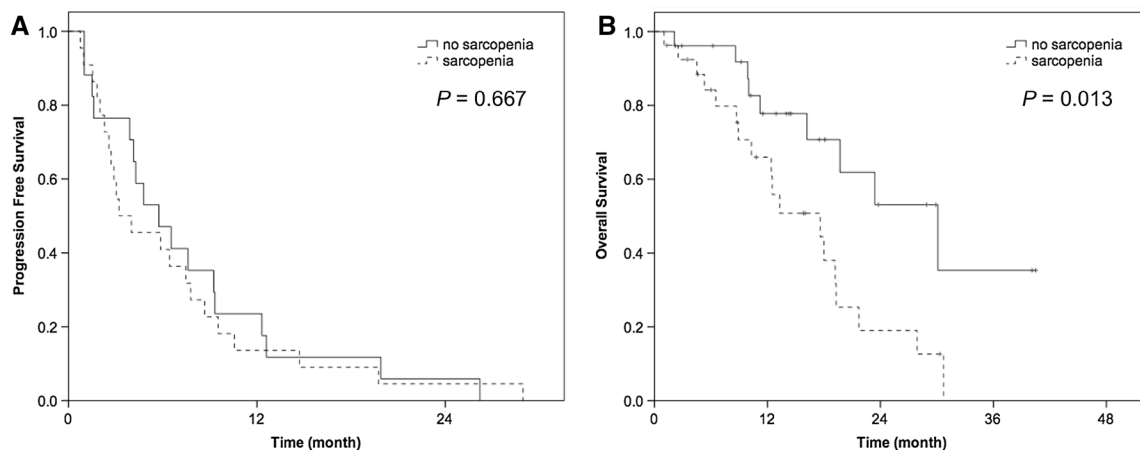 A
1.0
0.8
0.6
0.4
0.2
0.0
Progression Free Survival
no sarcopenia
sarcopenia
P = 0.667
0 12 24
Time (month)
B
1.0
0.8
0.6
0.4
0.2
0.0
Overall Survival
no sarcopenia
sarcopenia
P = 0.013
0 12 24 36 48
Time (month)